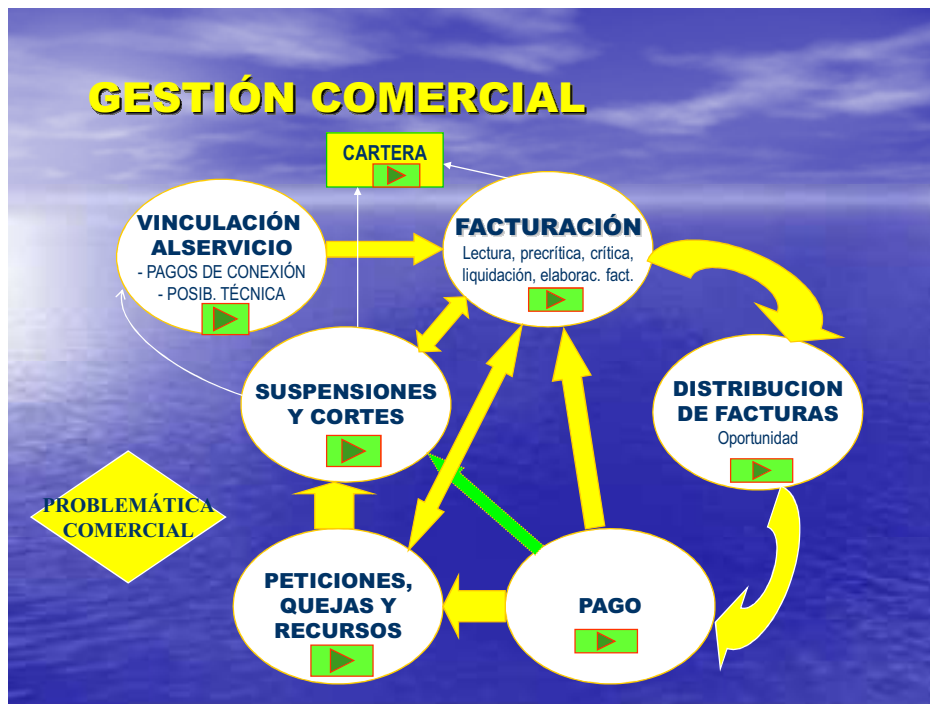 GESTIÓN COMERCIAL
CARTERA
VINCULACIÓN
ALSERVICIO
- PAGOS DE CONEXIÓN
- POSIB. TÉCNICA
FACTURACIÓN
Lectura, precrítica, crítica,
liquidación, elaborac. fact.
SUSPENSIONES
Y CORTES
DISTRIBUCION
DE FACTURAS
Oportunidad
PROBLEMÁTICA
COMERCIAL
PETICIONES,
QUEJAS Y
RECURSOS
PAGO